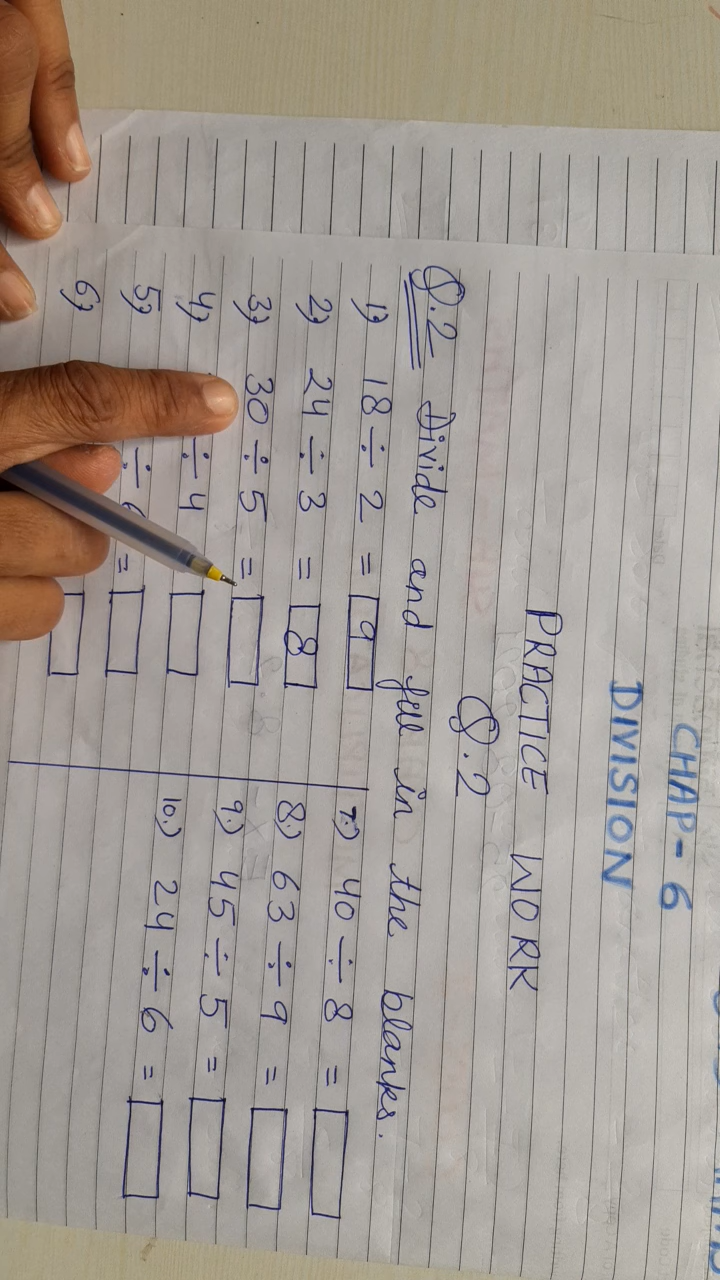 CHAP-6
DIVISION
PRACTICE WORK
Q.2
Q.2 Divide and fill in the blanks.
1) 18 ÷ 2 = 9
2) 24 ÷ 3 = 8
3) 30 ÷ 5 =
4) ÷ 4
5) ÷ 6 =
6)
7.) 40 ÷ 8 =
8.) 63 ÷ 9 =
9.) 45 ÷ 5 =
10.) 24 ÷ 6 =